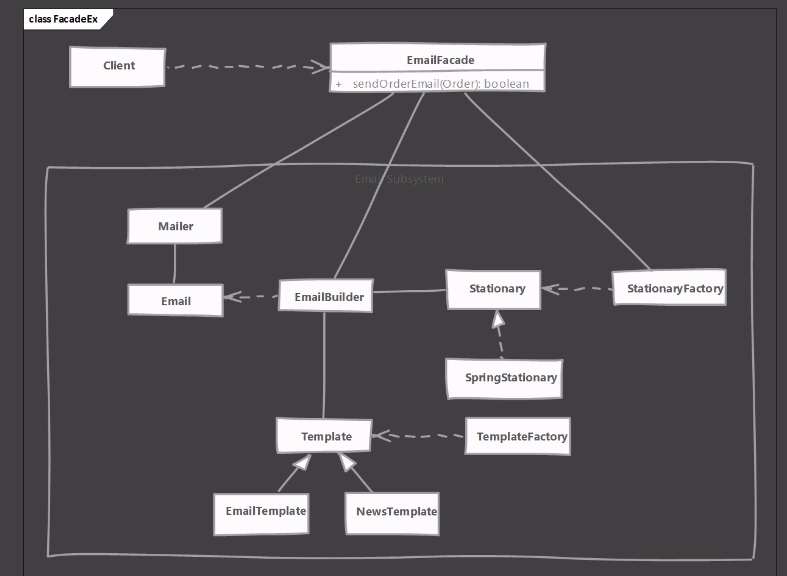 class FacadeEx
Client
EmailFacade
+ sendOrderEmail(Order): boolean
Email Subsystem
Mailer
Email
EmailBuilder
Stationary
StationaryFactory
SpringStationary
Template
TemplateFactory
EmailTemplate
NewsTemplate